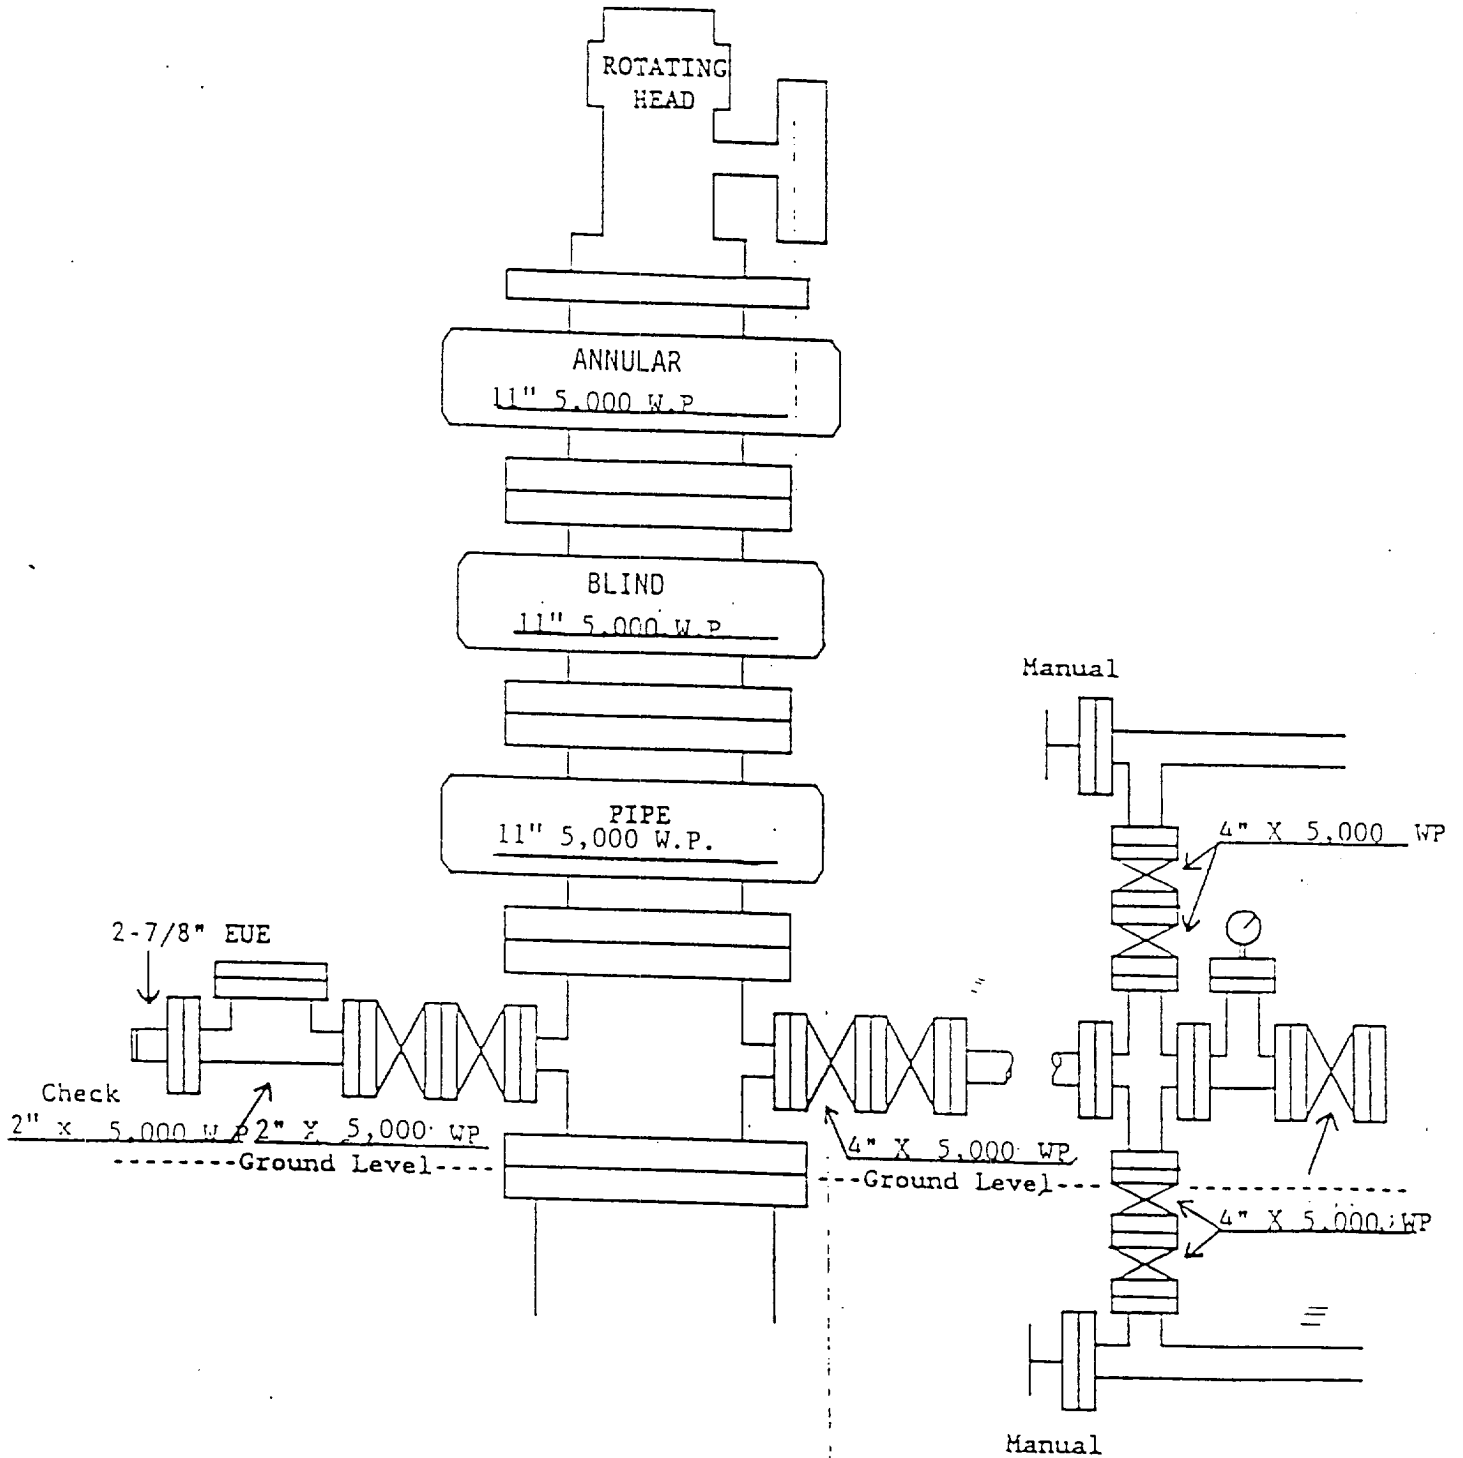 ROTATING
HEAD
ANNULAR
11" 5,000 W.P
BLIND
11" 5,000 W.P
Manual
PIPE
11" 5,000 W.P.
4" X 5,000 WP
2-7/8" EUE
Check
2" x 5,000 W P
2" X 5,000 WP
4" X 5,000 WP
--------Ground Level----
---Ground Level---
4" X 5,000 WP
Manual